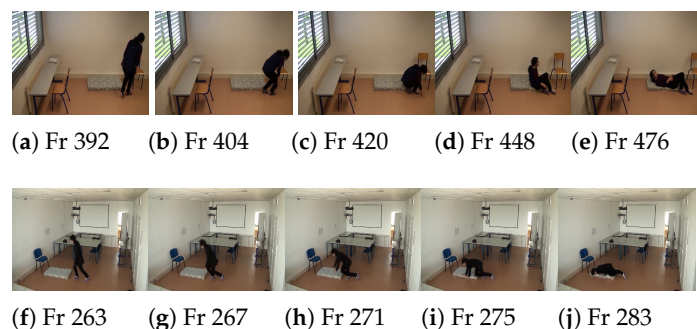 (a) Fr 392 (b) Fr 404 (c) Fr 420 (d) Fr 448 (e) Fr 476
(f) Fr 263 (g) Fr 267 (h) Fr 271 (i) Fr 275 (j) Fr 283